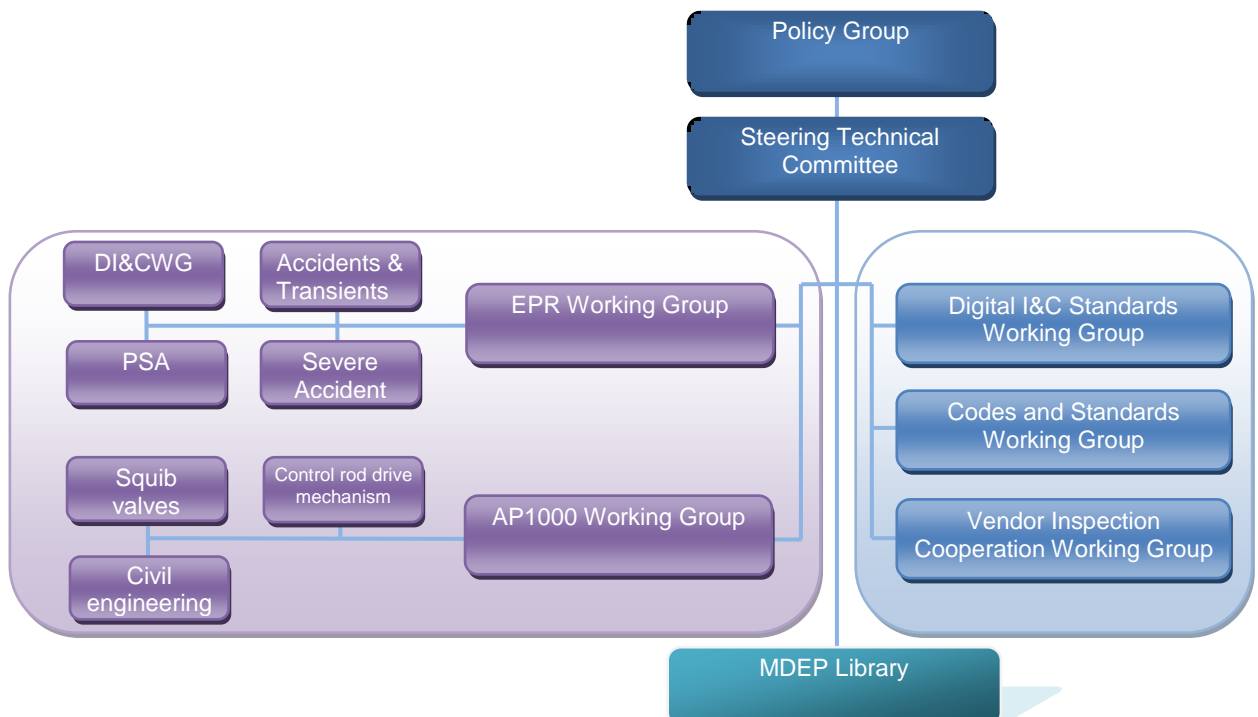 Policy Group
Steering Technical
Committee
DI&CWG
Accidents &
Transients
EPR Working Group
PSA
Severe
Accident
Squib
valves
Control rod drive
mechanism
AP1000 Working Group
Civil
engineering
Digital I&C Standards
Working Group
Codes and Standards
Working Group
Vendor Inspection
Cooperation Working Group
MDEP Library